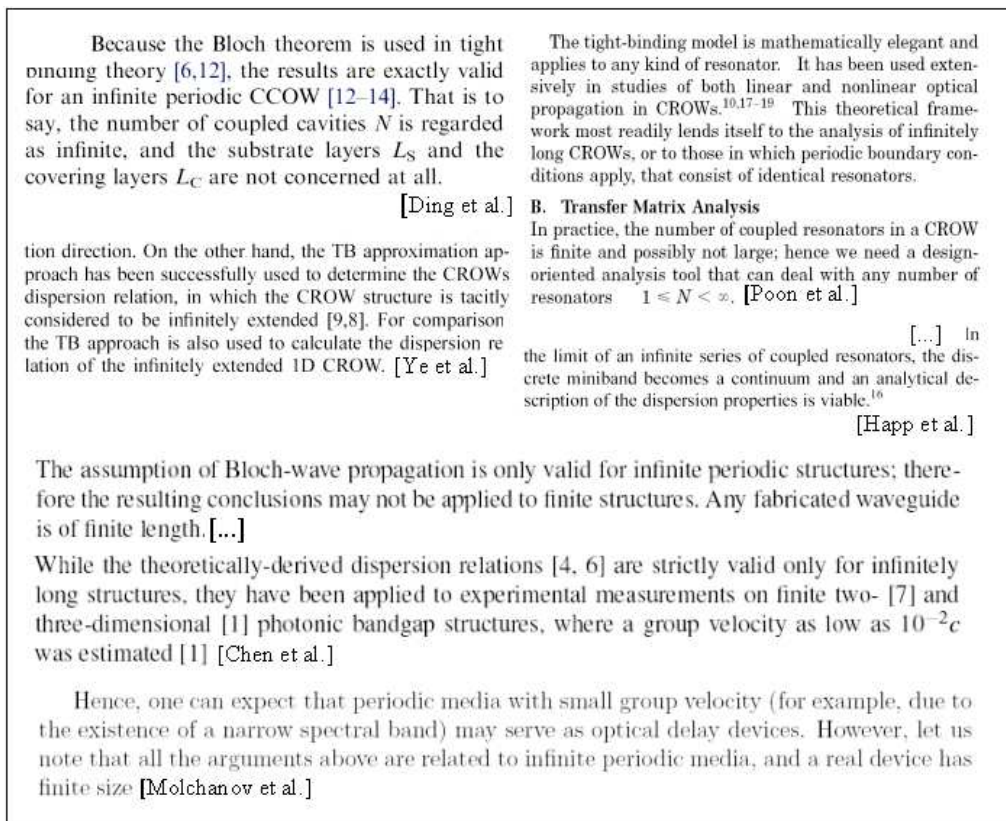 Because the Bloch theorem is used in tight
binding theory [6,12], the results are exactly valid
for an infinite periodic CCOW [12–14]. That is to
say, the number of coupled cavities N is regarded
as infinite, and the substrate layers L_S and the
covering layers L_C are not concerned at all.
[Ding et al.]
tion direction. On the other hand, the TB approximation ap-
proach has been successfully used to determine the CROWs
dispersion relation, in which the CROW structure is tacitly
considered to be infinitely extended [9,8]. For comparison
the TB approach is also used to calculate the dispersion re
lation of the infinitely extended 1D CROW. [Ye et al.]
The tight-binding model is mathematically elegant and
applies to any kind of resonator. It has been used exten-
sively in studies of both linear and nonlinear optical
propagation in CROWs.10,17–19 This theoretical frame-
work most readily lends itself to the analysis of infinitely
long CROWs, or to those in which periodic boundary con-
ditions apply, that consist of identical resonators.
B. Transfer Matrix Analysis
In practice, the number of coupled resonators in a CROW
is finite and possibly not large; hence we need a design-
oriented analysis tool that can deal with any number of
resonators 1 ≤ N < ∞. [Poon et al.]
[...] In
the limit of an infinite series of coupled resonators, the dis-
crete miniband becomes a continuum and an analytical de-
scription of the dispersion properties is viable.16
[Happ et al.]
The assumption of Bloch-wave propagation is only valid for infinite periodic structures; there-
fore the resulting conclusions may not be applied to finite structures. Any fabricated waveguide
is of finite length.[...]
While the theoretically-derived dispersion relations [4, 6] are strictly valid only for infinitely
long structures, they have been applied to experimental measurements on finite two- [7] and
three-dimensional [1] photonic bandgap structures, where a group velocity as low as 10⁻²c
was estimated [1] [Chen et al.]
Hence, one can expect that periodic media with small group velocity (for example, due to
the existence of a narrow spectral band) may serve as optical delay devices. However, let us
note that all the arguments above are related to infinite periodic media, and a real device has
finite size [Molchanov et al.]